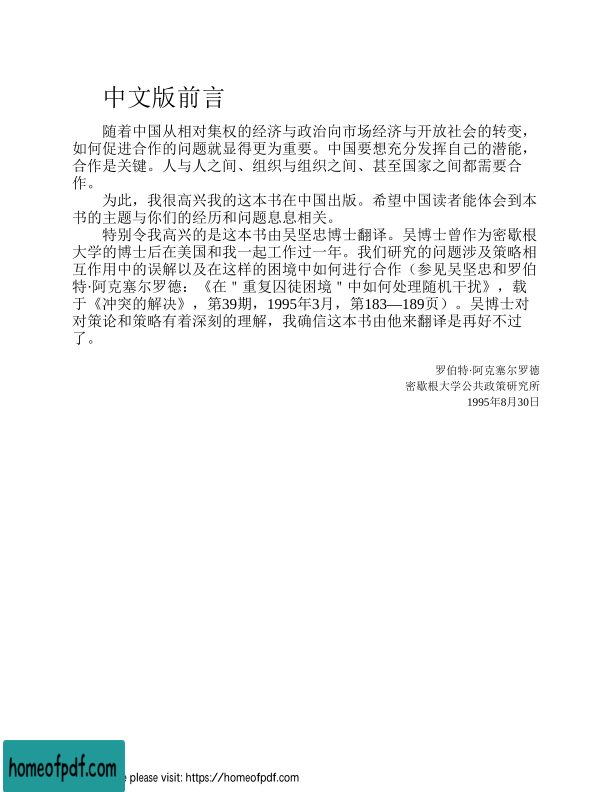 中文版前言
随着中国从相对集权的经济与政治向市场经济与开放社会的转变，
如何促进合作的问题就显得更为重要。中国要想充分发挥自己的潜能，
合作是关键。人与人之间、组织与组织之间、甚至国家之间都需要合
作。
为此，我很高兴我的这本书在中国出版。希望中国读者能体会到本
书的主题与你们的经历和问题息息相关。
特别令我高兴的是这本书由吴坚忠博士翻译。吴博士曾作为密歇根
大学的博士后在美国和我一起工作过一年。我们研究的问题涉及策略相
互作用中的误解以及在这样的困境中如何进行合作（参见吴坚忠和罗伯
特·阿克塞尔罗德：《在＂重复囚徒困境＂中如何处理随机干扰》，载
于《冲突的解决》，第39期，1995年3月，第183—189页）。吴博士对
对策论和策略有着深刻的理解，我确信这本书由他来翻译是再好不过
了。
罗伯特·阿克塞尔罗德
密歇根大学公共政策研究所
1995年8月30日
homeofpdf.com
e please visit: https://homeofpdf.com